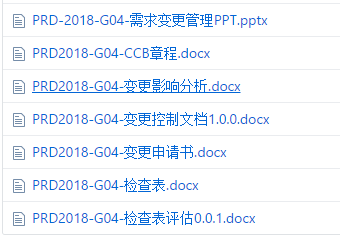 PRD-2018-G04-需求变更管理PPT.pptx
PRD2018-G04-CCB章程.docx
PRD2018-G04-变更影响分析.docx
PRD2018-G04-变更控制文档1.0.0.docx
PRD2018-G04-变更申请书.docx
PRD2018-G04-检查表.docx
PRD2018-G04-检查表评估0.0.1.docx